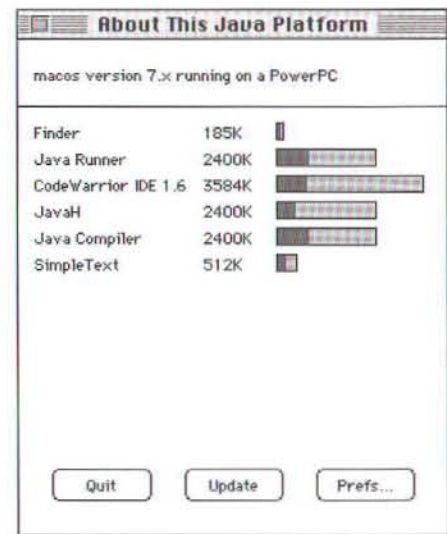 About This Java Platform
macos version 7.x running on a PowerPC
Finder 185K
Java Runner 2400K
CodeWarrior IDE 1.6 3584K
JavaH 2400K
Java Compiler 2400K
SimpleText 512K
Quit Update Prefs...